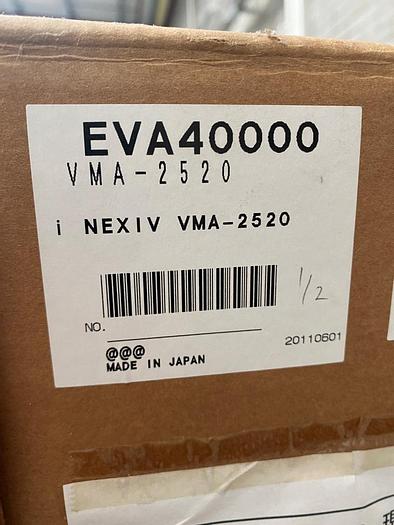 EVA40000
VMA-2520
i NEXIV VMA-2520
1/2
NO.
20110601
@@@
MADE IN JAPAN